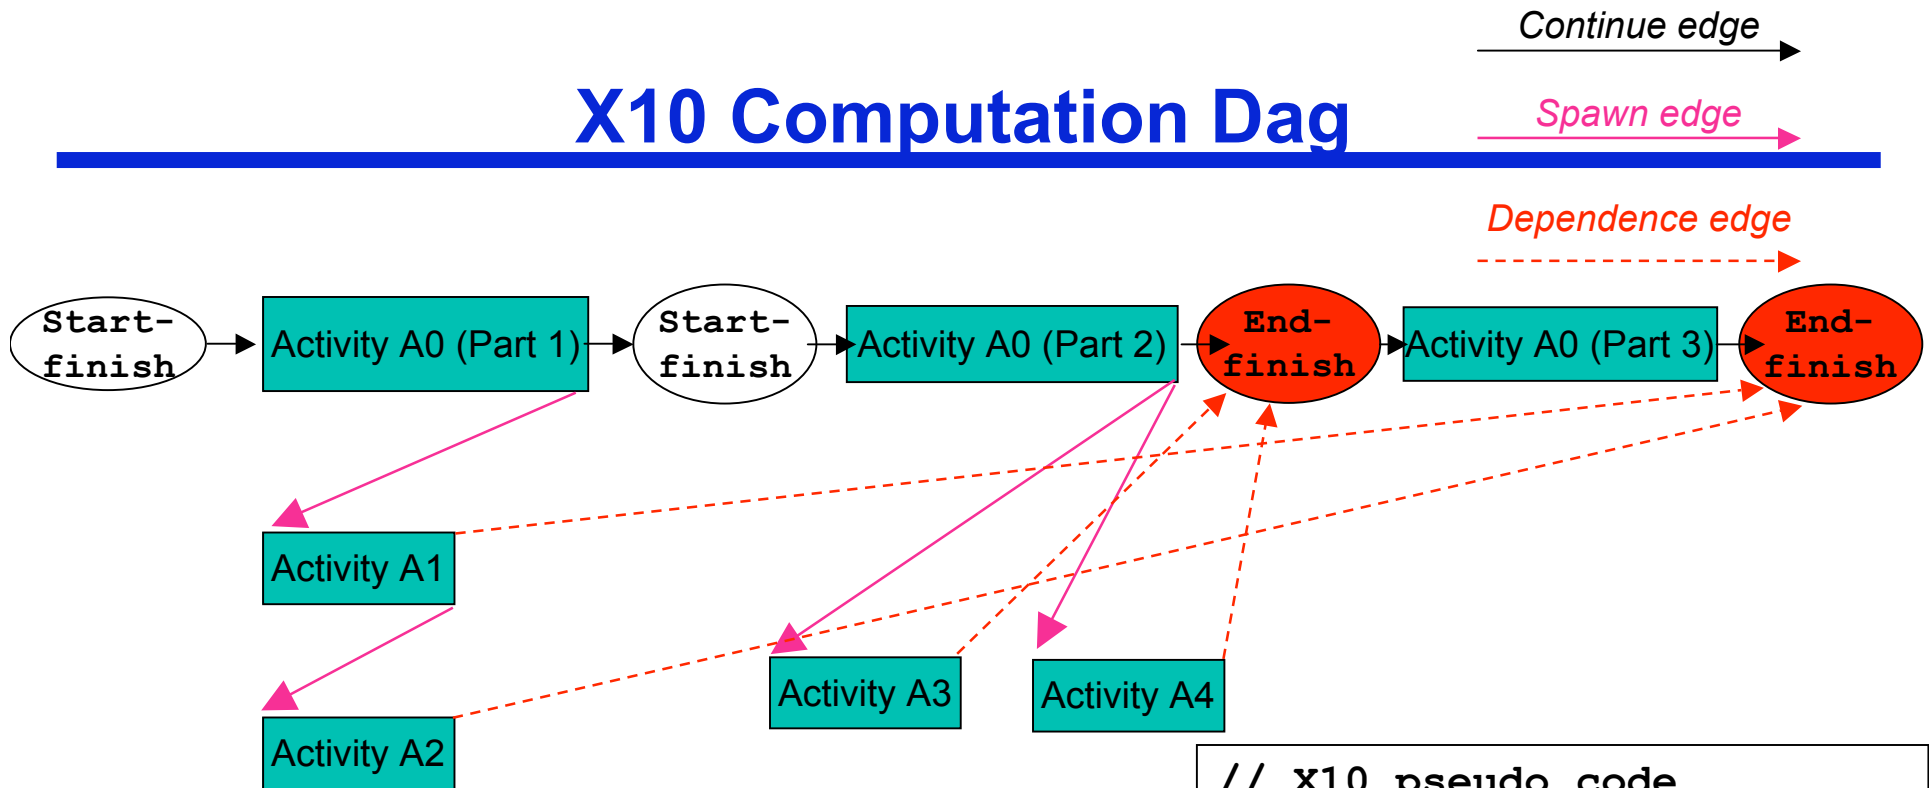 Continue edge
X10 Computation Dag
Spawn edge
Dependence edge
Start-
finish
Activity A0 (Part 1)
Start-
finish
Activity A0 (Part 2)
End-
finish
Activity A0 (Part 3)
End-
finish
Activity A1
Activity A3
Activity A4
Activity A2
// X10 pseudo code